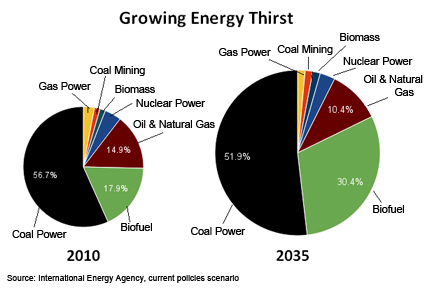 Growing Energy Thirst
Gas Power
Coal Mining
Biomass
Nuclear Power
Oil & Natural Gas
14.9%
56.7%
17.9%
Biofuel
Coal Power
2010
Gas Power
Coal Mining
Biomass
Nuclear Power
Oil & Natural
Gas
10.4%
51.9%
30.4%
Biofuel
Coal Power
2035
Source: International Energy Agency, current policies scenario